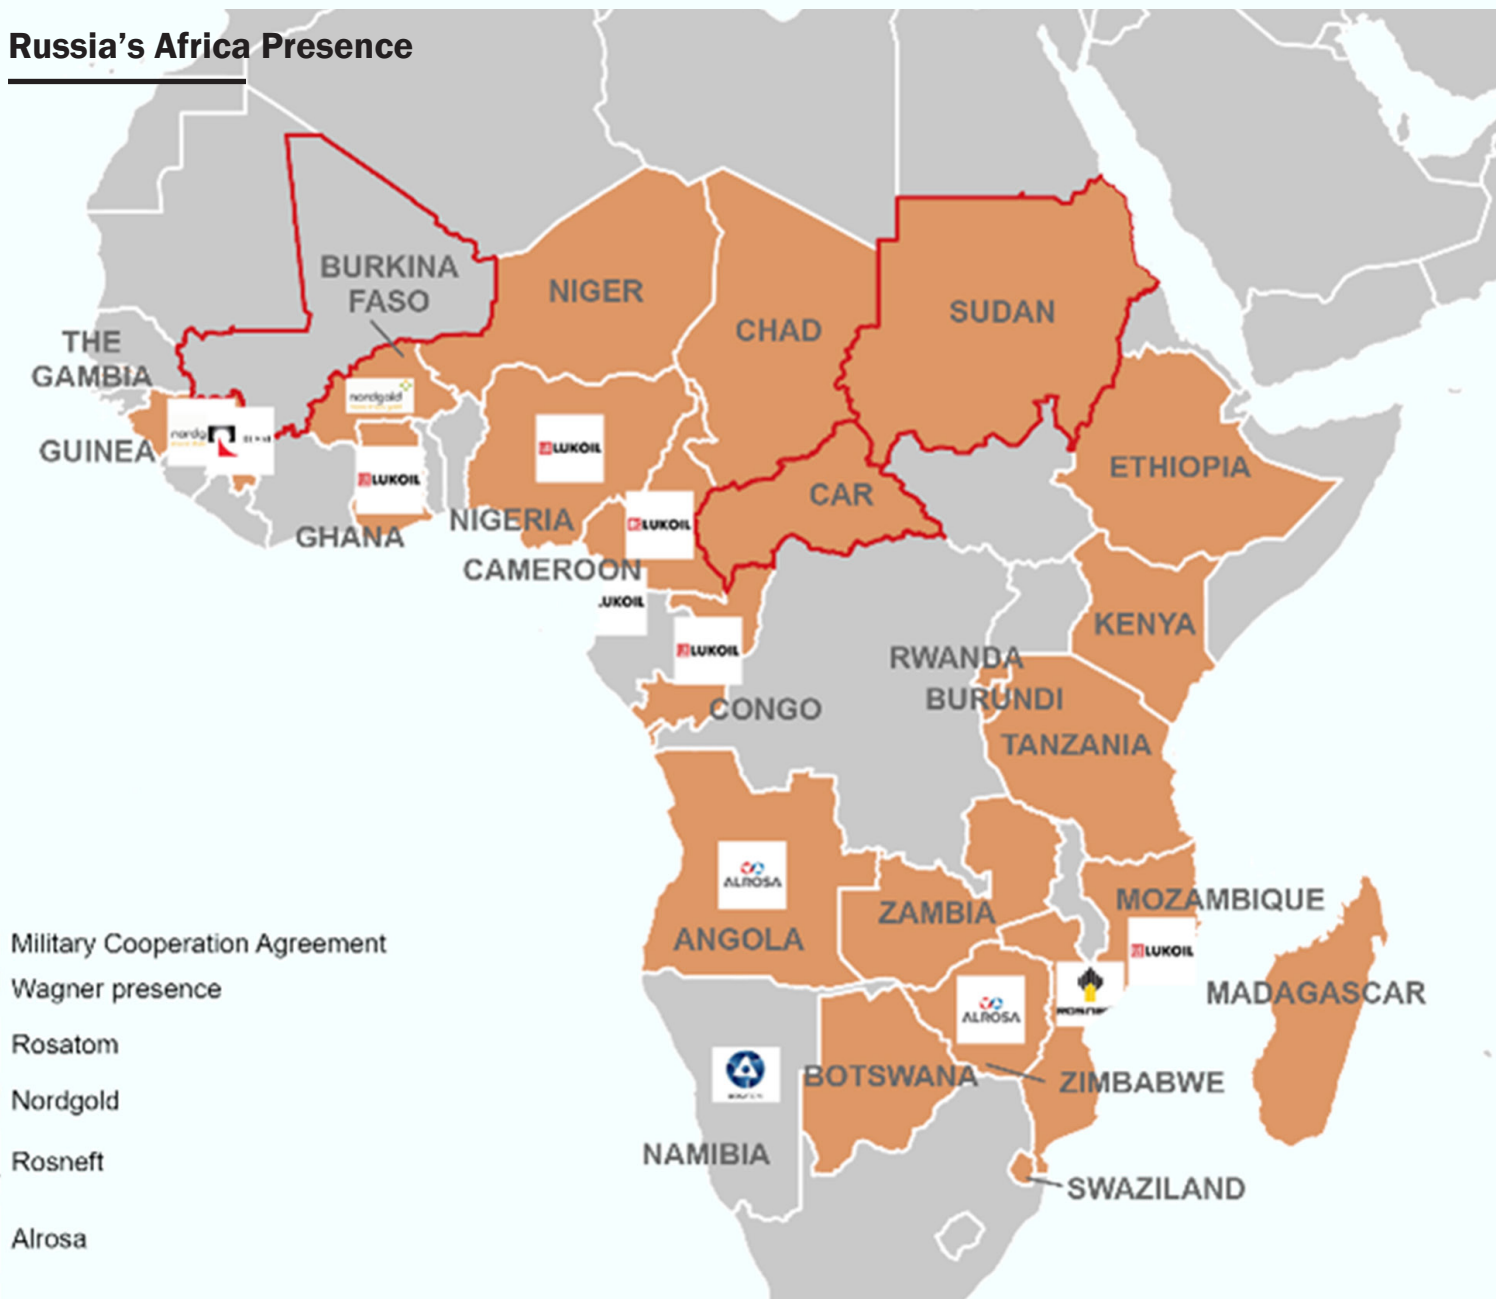 Russia's Africa Presence
BURKINA
FASO
NIGER
CHAD
SUDAN
THE
GAMBIA
nordgold
nordg
GUINEA
LUKOIL
LUKOIL
ETHIOPIA
CAR
GHANA
NIGERIA
LUKOIL
CAMEROON
.UKOIL
KENYA
LUKOIL
RWANDA
BURUNDI
CONGO
TANZANIA
ALROSA
MOZAMBIQUE
ZAMBIA
ANGOLA
LUKOIL
MADAGASCAR
ALROSA
BOTSWANA
ZIMBABWE
NAMIBIA
SWAZILAND
Military Cooperation Agreement
Wagner presence
Rosatom
Nordgold
Rosneft
Alrosa